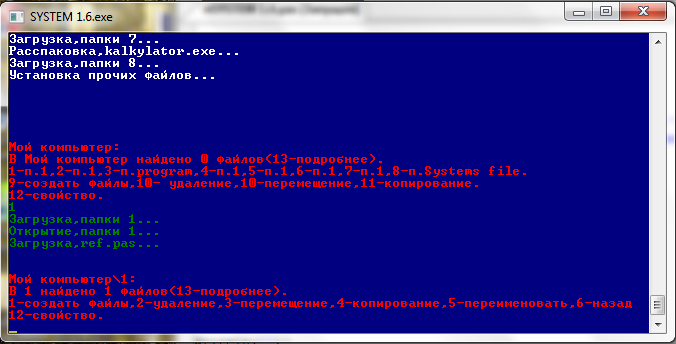 SYSTEM 1.6.exe
Загрузка,папки 7...
Расспаковка,kalkylator.exe...
Загрузка,папки 8...
Установка прочих файлов...
Мой компьютер:
В Мой компьютер найдено 0 файлов(13-подробнее).
1-п.1,2-п.1,3-п.program,4-п.1,5-п.1,6-п.1,7-п.1,8-п.Systems file.
9-создать файлы,10- удаление,10-перемещение,11-копирование.
12-свойство.
1
Загрузка,папки 1...
Открытие,папки 1...
Загрузка,ref.pas...
Мой компьютер\1:
В 1 найдено 1 файлов(13-подробнее).
1-создать файлы,2-удаление,3-перемещение,4-копирование,5-переименовать,6-назад
12-свойство.